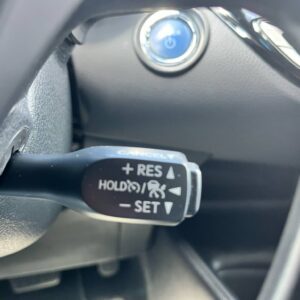 CANCEL
+ RES ▲
HOLD / ◀
− SET ▼